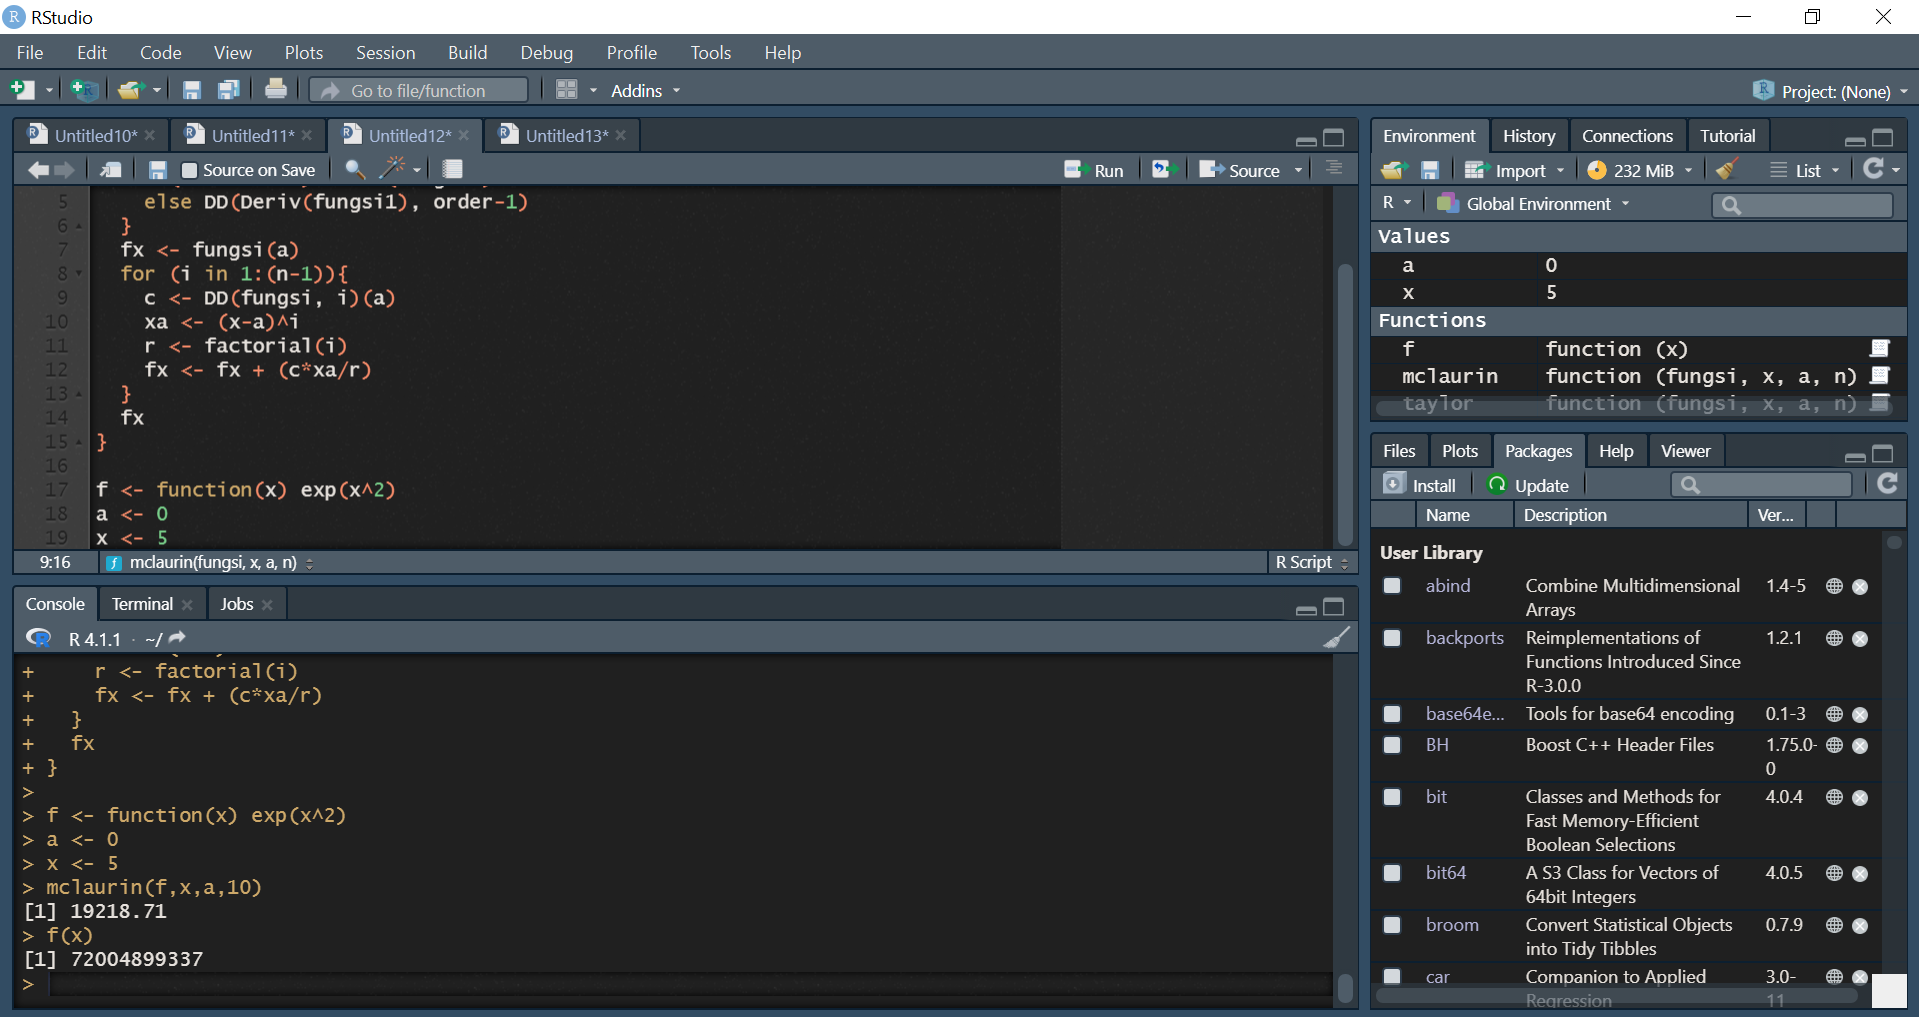 RStudio
File Edit Code View Plots Session Build Debug Profile Tools Help
Go to file/function Addins Project: (None)
Untitled10* Untitled11* Untitled12* Untitled13*
Source on Save Run Source
5 else DD(Deriv(fungsi1), order-1)
6 }
7 fx <- fungsi(a)
8 for (i in 1:(n-1)){
9 c <- DD(fungsi, i)(a)
10 xa <- (x-a)^i
11 r <- factorial(i)
12 fx <- fx + (c*xa/r)
13 }
14 fx
15 }
16
17 f <- function(x) exp(x^2)
18 a <- 0
19 x <- 5
9:16 mclaurin(fungsi, x, a, n) R Script
Console Terminal Jobs
R 4.1.1 · ~/
+ r <- factorial(i)
+ fx <- fx + (c*xa/r)
+ }
+ fx
+ }
>
> f <- function(x) exp(x^2)
> a <- 0
> x <- 5
> mclaurin(f,x,a,10)
[1] 19218.71
> f(x)
[1] 72004899337
>
Environment History Connections Tutorial
Import 232 MiB List
R Global Environment
Values
a 0
x 5
Functions
f function (x)
mclaurin function (fungsi, x, a, n)
taylor function (fungsi, x, a, n)
Files Plots Packages Help Viewer
Install Update
Name Description Ver...
User Library
abind Combine Multidimensional 1.4-5
Arrays
backports Reimplementations of 1.2.1
Functions Introduced Since
R-3.0.0
base64e... Tools for base64 encoding 0.1-3
BH Boost C++ Header Files 1.75.0-
0
bit Classes and Methods for 4.0.4
Fast Memory-Efficient
Boolean Selections
bit64 A S3 Class for Vectors of 4.0.5
64bit Integers
broom Convert Statistical Objects 0.7.9
into Tidy Tibbles
car Companion to Applied 3.0-
Regression 11